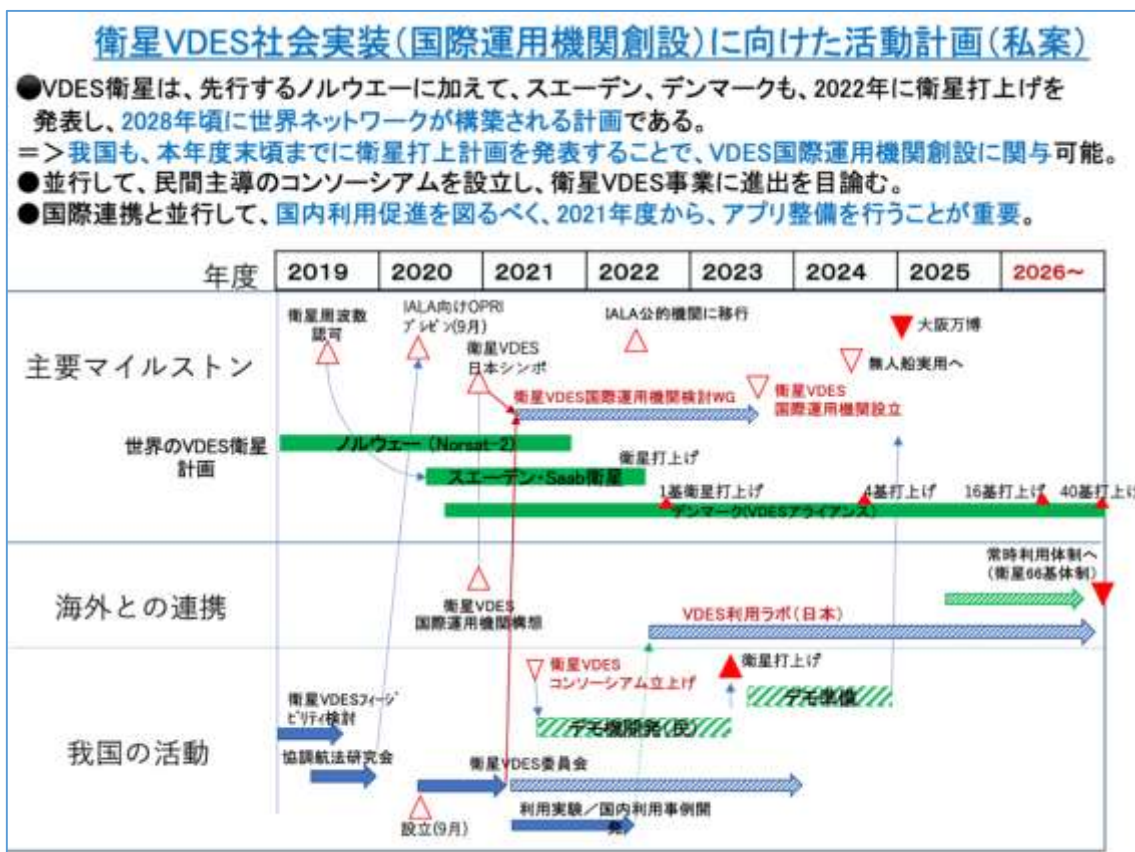 衛星VDES社会実装(国際運用機関創設)に向けた活動計画(私案)
●VDES衛星は、先行するノルウエーに加えて、スエーデン、デンマークも、2022年に衛星打上げを
発表し、2028年頃に世界ネットワークが構築される計画である。
=>我国も、本年度末頃までに衛星打上計画を発表することで、VDES国際運用機関創設に関与可能。
●並行して、民間主導のコンソーシアムを設立し、衛星VDES事業に進出を目論む。
●国際連携と並行して、国内利用促進を図るべく、2021年度から、アプリ整備を行うことが重要。
年度 2019 2020 2021 2022 2023 2024 2025 2026~
主要マイルストン
衛星周波数
認可
IALA向けOPRI
プレゼン(9月)
衛星VDES
日本シンポ
IALA公的機関に移行
大阪万博
無人船実用へ
衛星VDES国際運用機関検討WG
衛星VDES
国際運用機関設立
世界のVDES衛星
計画
ノルウェー(Norsat-2)
衛星打上げ
スエーデン・Saab衛星
1基衛星打上げ
4基打上げ
16基打上げ
40基打上げ
デンマーク(VDESアライアンス)
海外との連携
衛星VDES
国際運用機関構想
常時利用体制へ
(衛星66基体制)
VDES利用ラボ(日本)
我国の活動
衛星VDES
コンソーシアム立上げ
衛星打上げ
衛星VDESフィージ
ビリティ検討
デモ機開発(民)
デモ準備
協調航法研究会
衛星VDES委員会
設立(9月)
利用実験/国内利用事例開
発